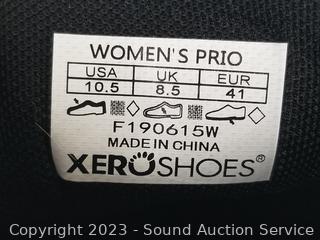 WOMEN'S PRIO
USA UK EUR
10.5 8.5 41
F190615W
MADE IN CHINA
XEROSHOES®
Copyright © 2023 - Sound Auction Service